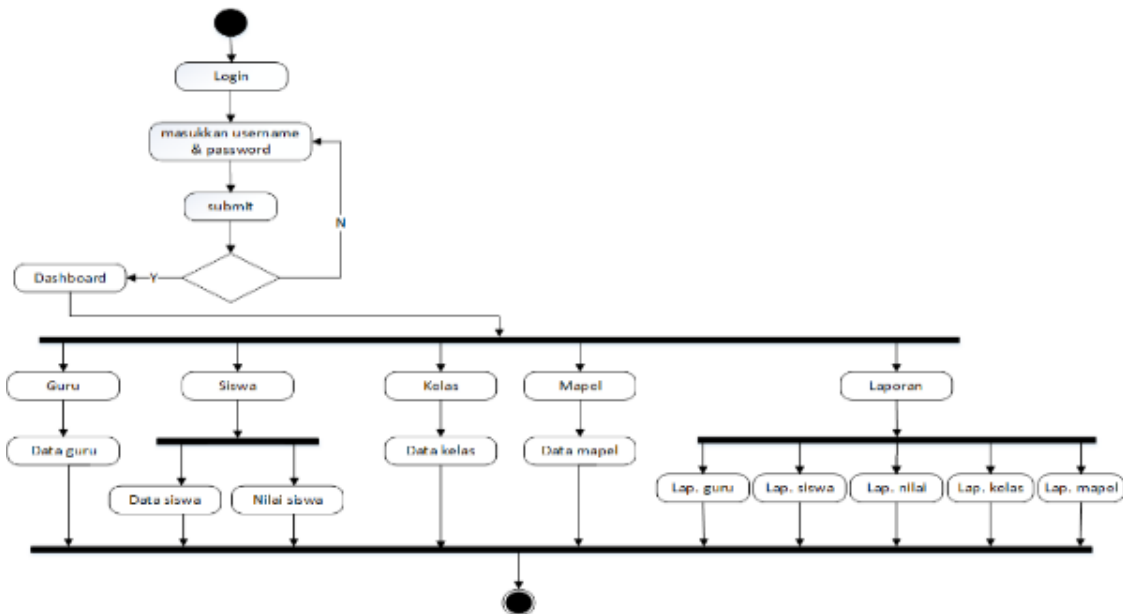 Login
masukkan username
& password
submit
N
Dashboard
Y
Guru
Siswa
Kelas
Mapel
Laporan
Data guru
Data kelas
Data mapel
Data siswa
Nilai siswa
Lap. guru
Lap. siswa
Lap. nilai
Lap. kelas
Lap. mapel